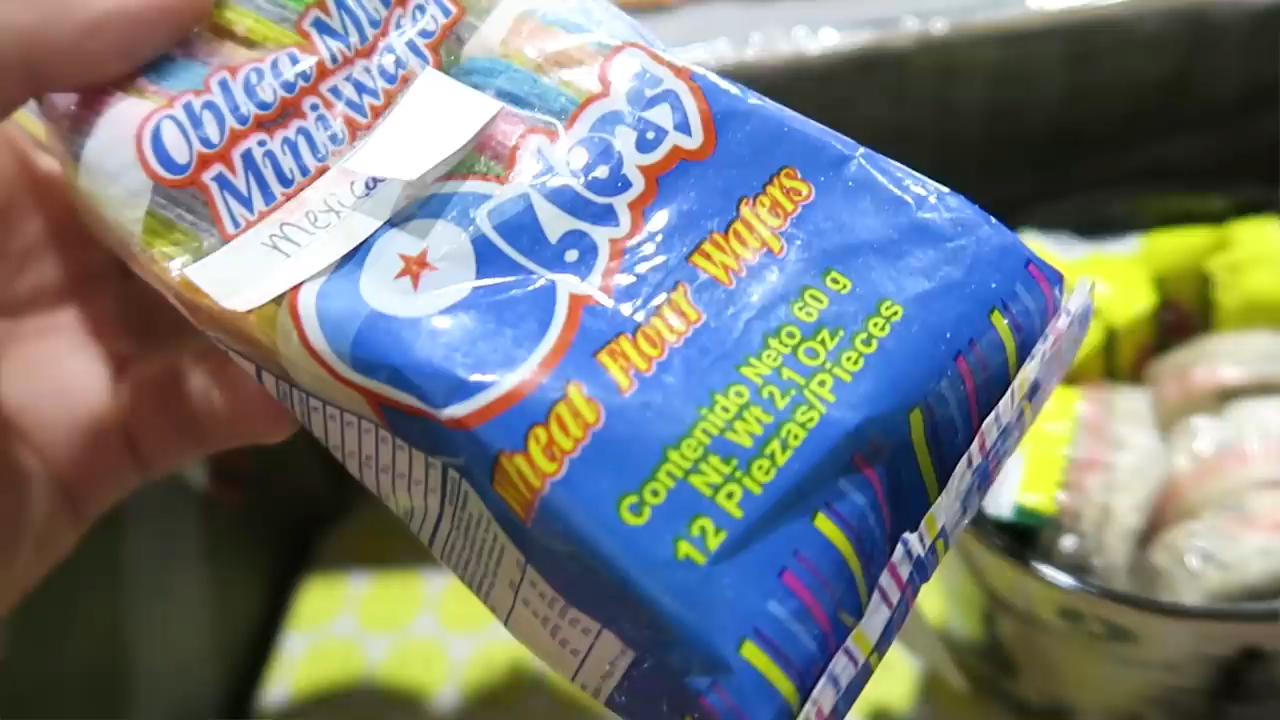 Oblea Mini
Mini Wafer
mexica
Obleas
Wheat Flour Wafers
Contenido Neto 60 g
Nt. Wt 2.1 Oz.
12 Piezas/Pieces